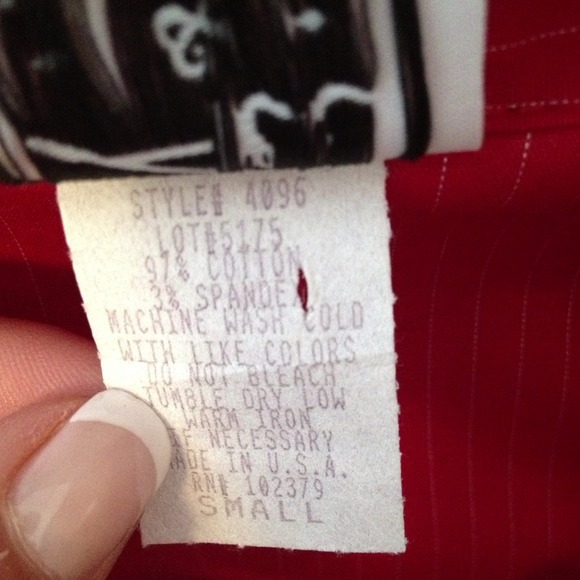 STYLE# 4096
LOT#5175
97% COTTON
3% SPANDEX
MACHINE WASH COLD
WITH LIKE COLORS
DO NOT BLEACH
TUMBLE DRY LOW
WARM IRON
IF NECESSARY
MADE IN U.S.A.
RN# 102379
SMALL